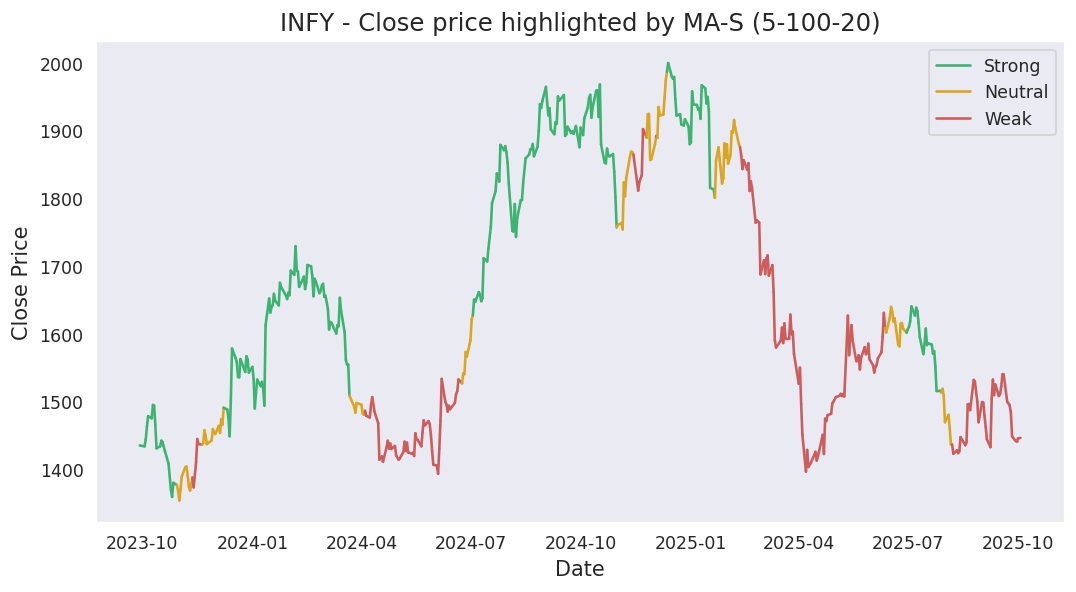 INFY - Close price highlighted by MA-S (5-100-20)
Strong
Neutral
Weak
Close Price
2000
1900
1800
1700
1600
1500
1400
2023-10 2024-01 2024-04 2024-07 2024-10 2025-01 2025-04 2025-07 2025-10
Date